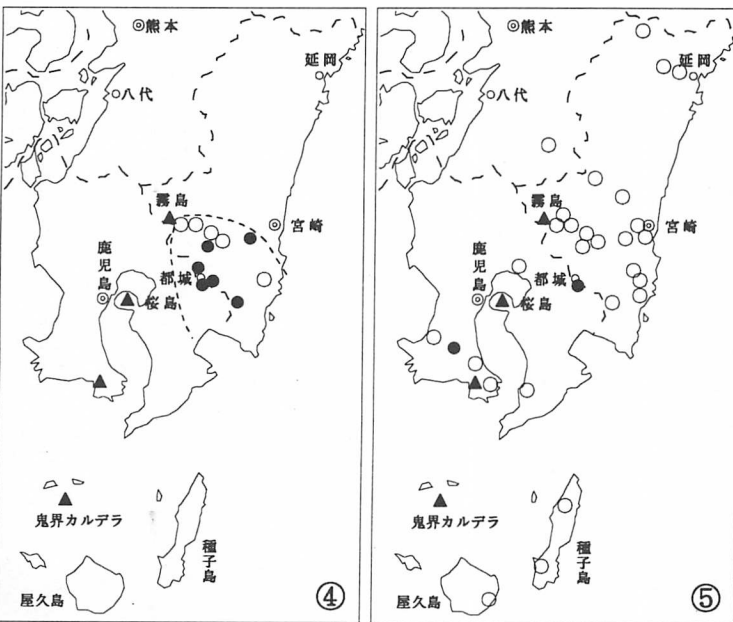 ◎熊本
延岡
八代
霧島
宮崎
鹿児島
都城
桜島
鬼界カルデラ
種子島
屋久島
④
◎熊本
延岡
八代
霧島
宮崎
鹿児島
都城
桜島
鬼界カルデラ
種子島
屋久島
⑤